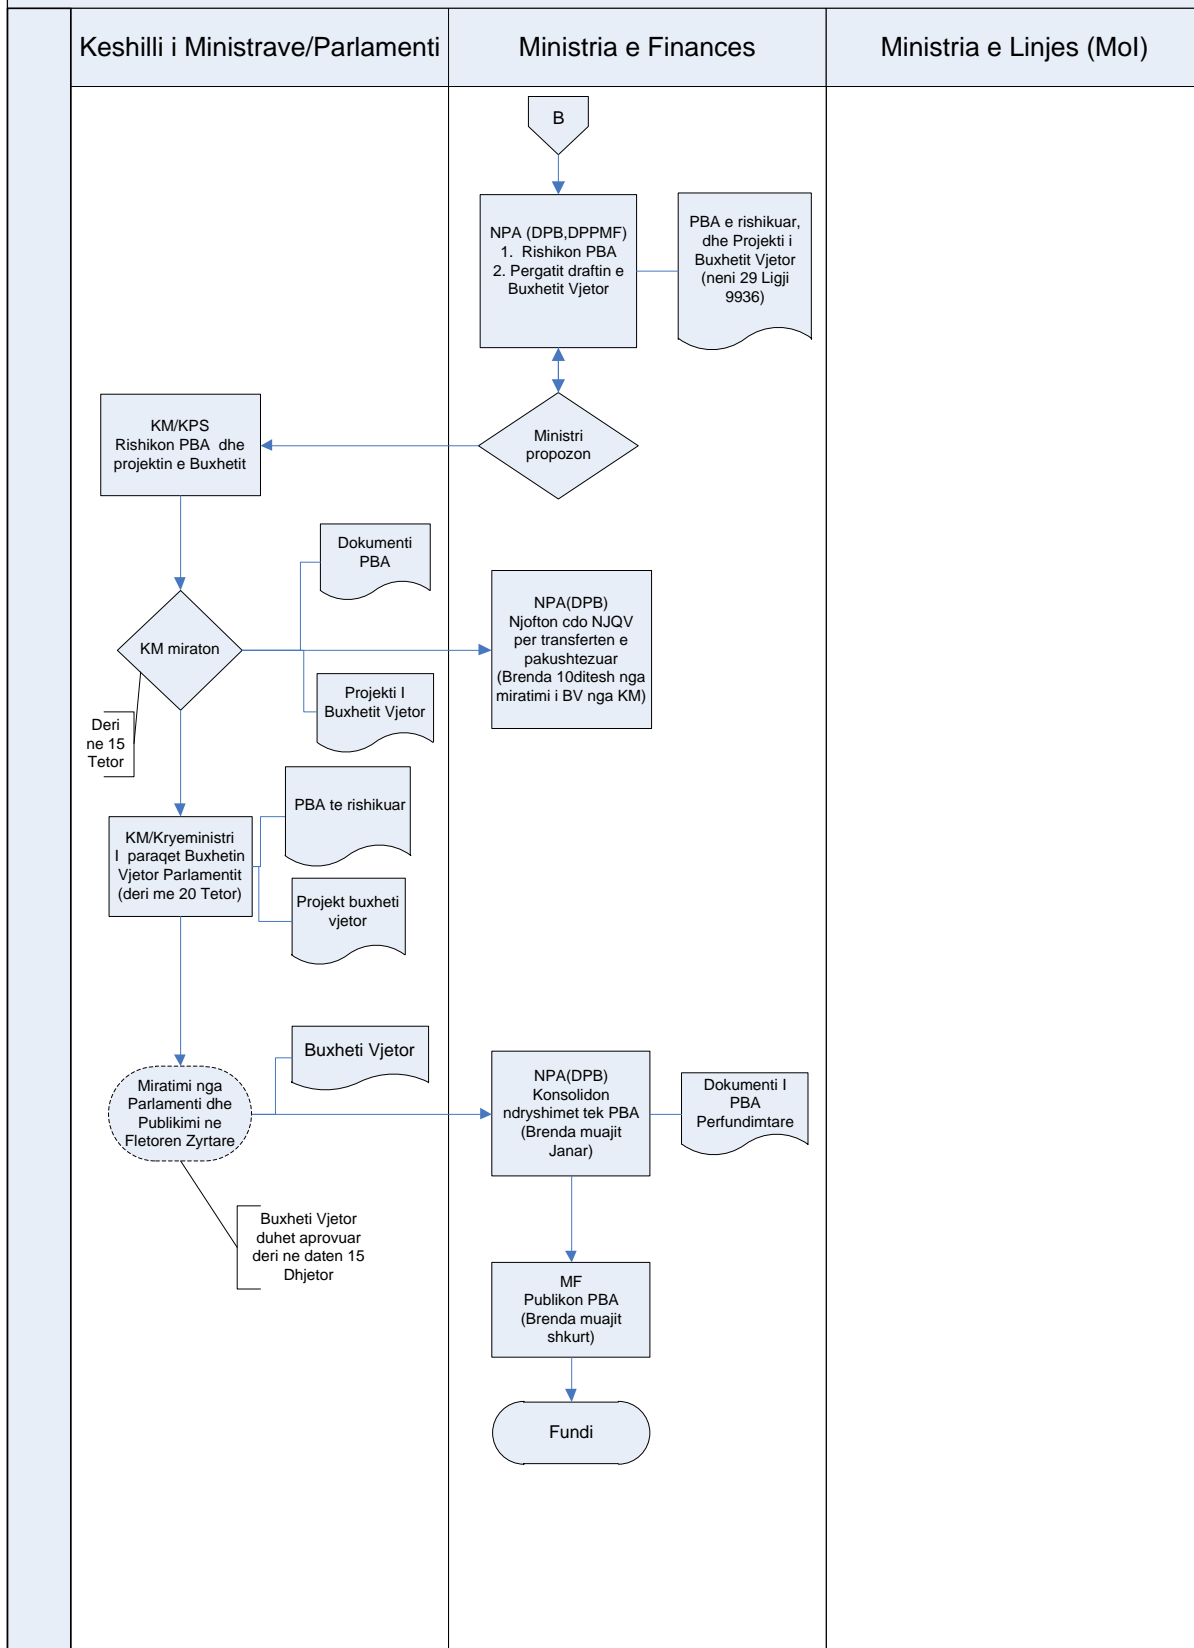 Keshilli i Ministrave/Parlamenti
Ministria e Finances
Ministria e Linjes (MoI)
B
NPA (DPB,DPPMF)
1. Rishikon PBA
2. Pergatit draftin e
Buxhetit Vjetor
PBA e rishikuar,
dhe Projekti i
Buxhetit Vjetor
(neni 29 Ligji
9936)
Ministri
propozon
KM/KPS
Rishikon PBA dhe
projektin e Buxhetit
Dokumenti
PBA
KM miraton
NPA(DPB)
Njofton cdo NJQV
per transferten e
pakushtezuar
(Brenda 10ditesh nga
miratimi i BV nga KM)
Projekti I
Buxhetit Vjetor
Deri
ne 15
Tetor
PBA te rishikuar
KM/Kryeministri
I paraqet Buxhetin
Vjetor Parlamentit
(deri me 20 Tetor)
Projekt buxheti
vjetor
Buxheti Vjetor
Miratimi nga
Parlamenti dhe
Publikimi ne
Fletoren Zyrtare
NPA(DPB)
Konsolidon
ndryshimet tek PBA
(Brenda muajit
Janar)
Dokumenti I
PBA
Perfundimtare
Buxheti Vjetor
duhet aprovuar
deri ne daten 15
Dhjetor
MF
Publikon PBA
(Brenda muajit
shkurt)
Fundi